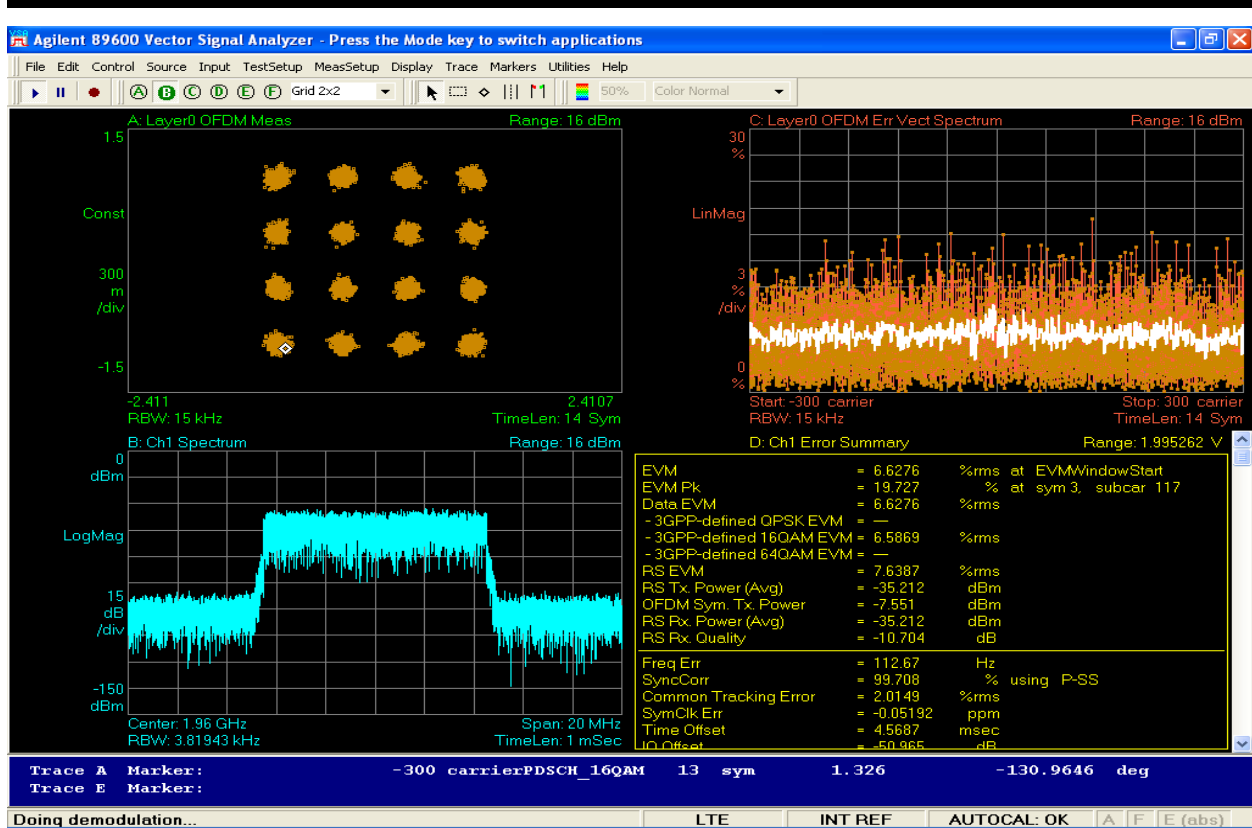 Agilent 89600 Vector Signal Analyzer - Press the Mode key to switch applications
File Edit Control Source Input TestSetup MeasSetup Display Trace Markers Utilities Help
A B C D E F Grid 2x2 50% Color Normal
A: Layer0 OFDM Meas Range: 16 dBm
1.5
Const
300
m
/div
-1.5
-2.411 2.4107
RBW: 15 kHz TimeLen: 14 Sym
C: Layer0 OFDM Err Vect Spectrum Range: 16 dBm
30
%
LinMag
3
%
/div
0
%
Start: -300 carrier Stop: 300 carrier
RBW: 15 kHz TimeLen: 14 Sym
B: Ch1 Spectrum Range: 16 dBm
0
dBm
LogMag
15
dB
/div
-150
dBm
Center: 1.96 GHz Span: 20 MHz
RBW: 3.81943 kHz TimeLen: 1 mSec
D: Ch1 Error Summary Range: 1.995262 V
EVM = 6.6276 %rms at EVMWindowStart
EVM Pk = 19.727 % at sym 3, subcar 117
Data EVM = 6.6276 %rms
- 3GPP-defined QPSK EVM = —
- 3GPP-defined 16QAM EVM = 6.5869 %rms
- 3GPP-defined 64QAM EVM = —
RS EVM = 7.6387 %rms
RS Tx. Power (Avg) = -35.212 dBm
OFDM Sym. Tx. Power = -7.551 dBm
RS Rx. Power (Avg) = -35.212 dBm
RS Rx. Quality = -10.704 dB
Freq Err = 112.67 Hz
SyncCorr = 99.708 % using P-SS
Common Tracking Error = 2.0149 %rms
SymClk Err = -0.05192 ppm
Time Offset = 4.5687 msec
IQ Offset = -50.965 dB
Trace A Marker: -300 carrierPDSCH_16QAM 13 sym 1.326 -130.9646 deg
Trace E Marker:
Doing demodulation... LTE INT REF AUTOCAL: OK A F E (abs)